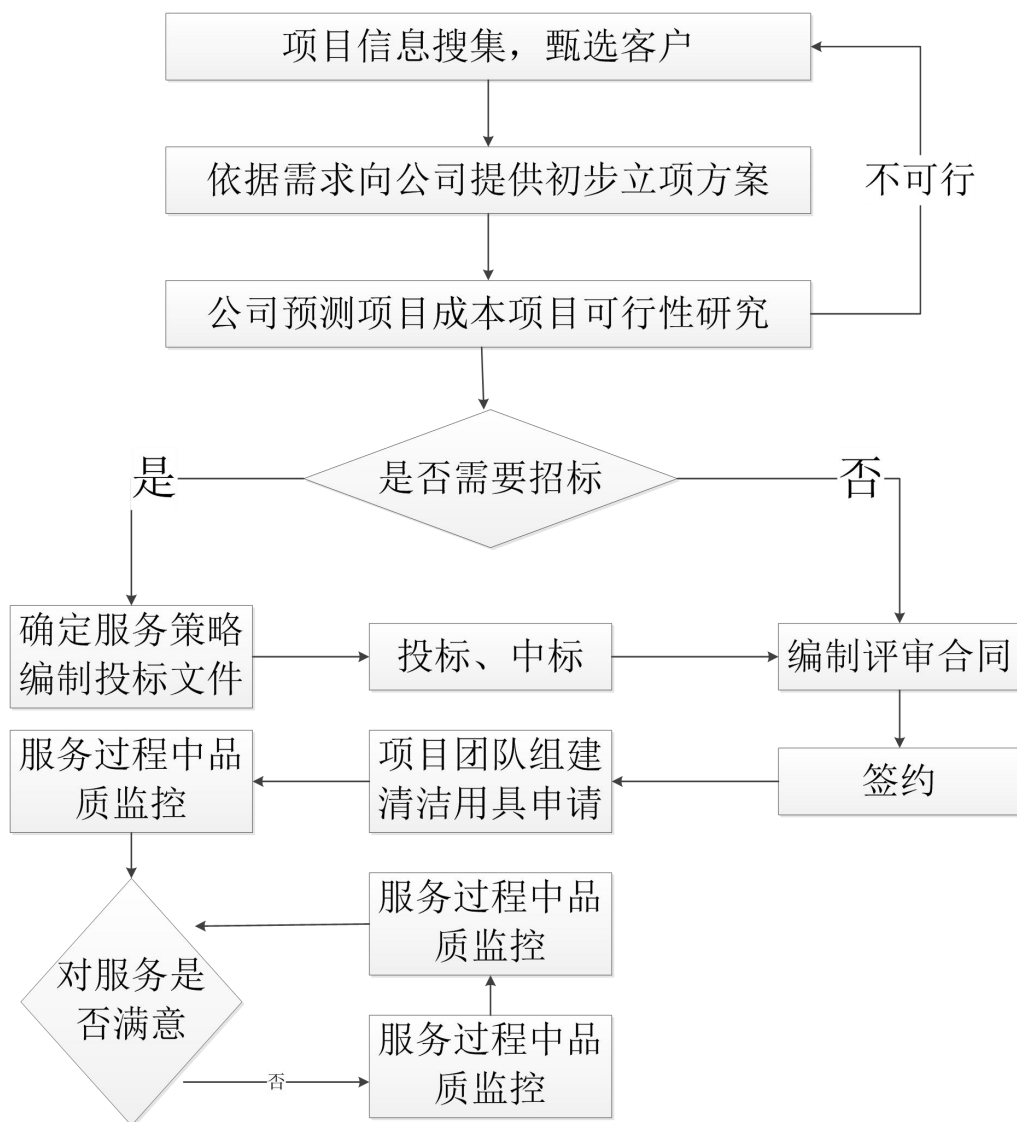 项目信息搜集，甄选客户
依据需求向公司提供初步立项方案
不可行
公司预测项目成本项目可行性研究
是
是否需要招标
否
确定服务策略
编制投标文件
投标、中标
编制评审合同
服务过程中品
质监控
项目团队组建
清洁用具申请
签约
服务过程中品
质监控
对服务是
否满意
否
服务过程中品
质监控